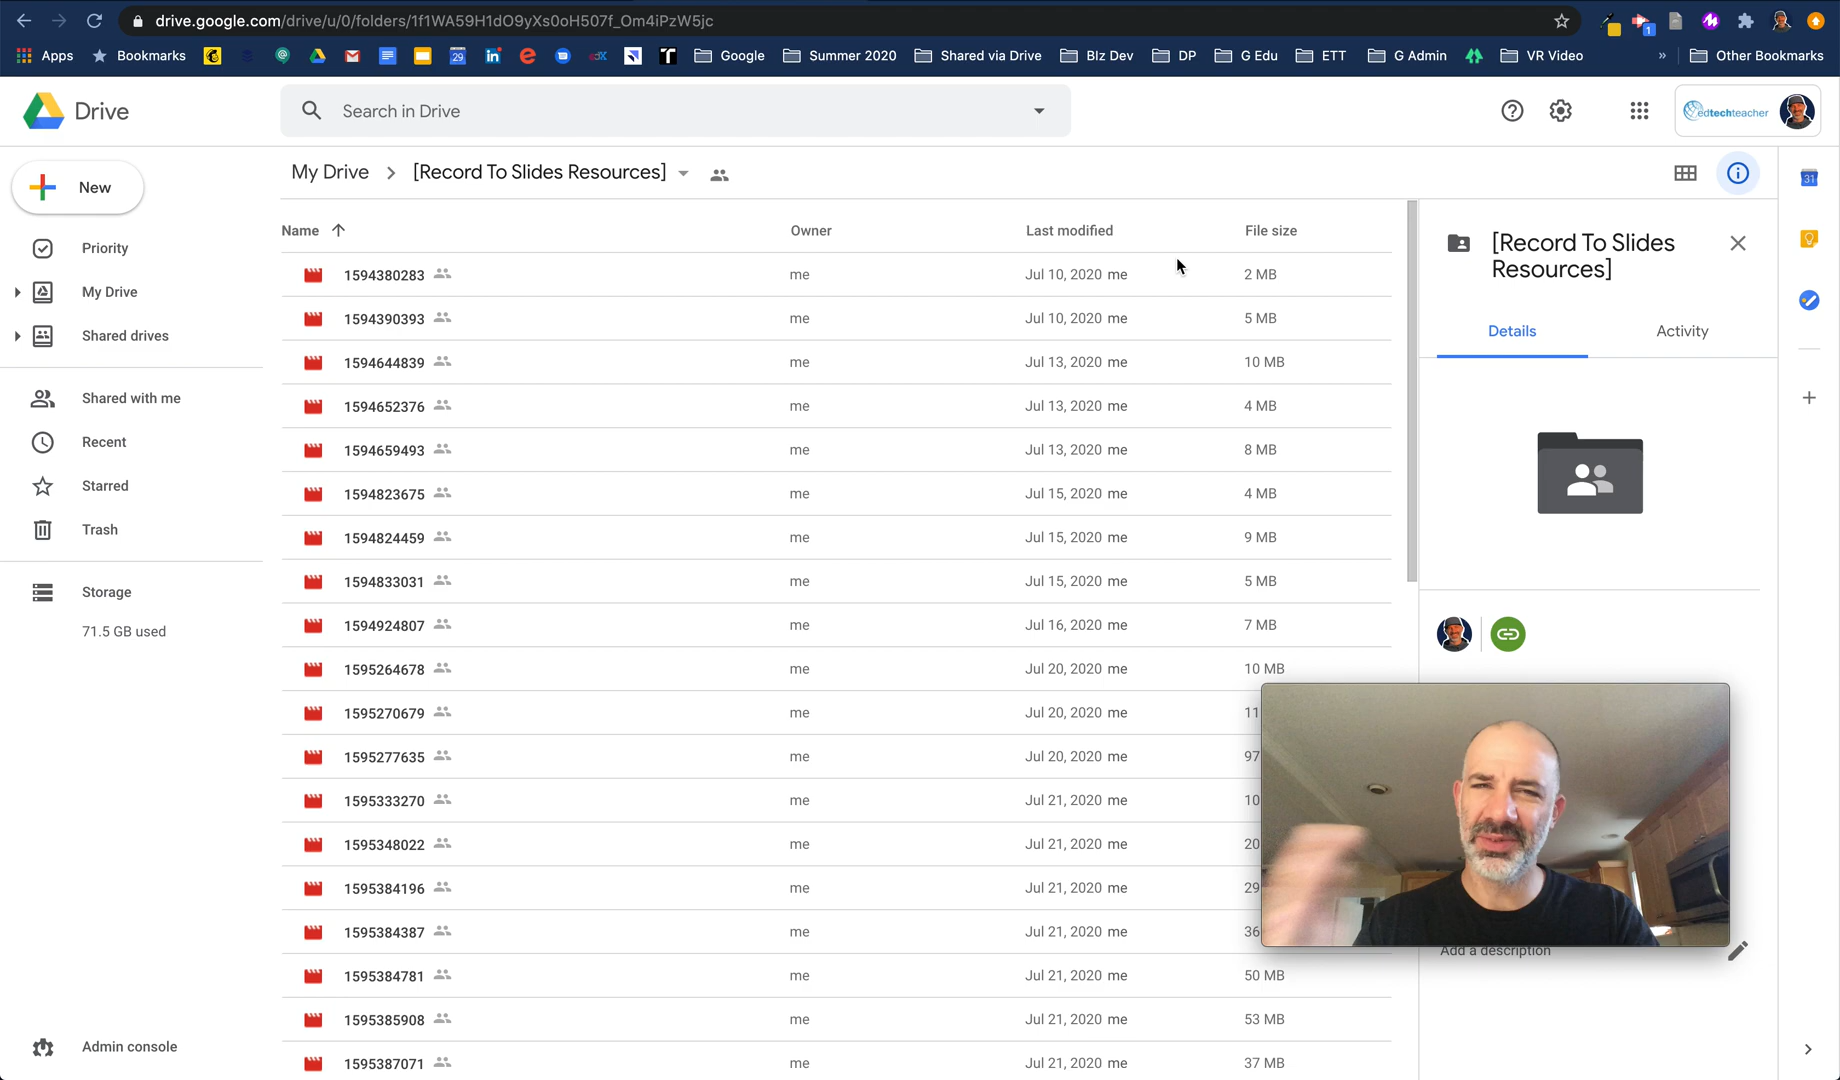 drive.google.com/drive/u/0/folders/1f1WA59H1dO9yXs0oH507f_Om4iPzW5jc
1
Apps Bookmarks 29 Google Summer 2020 Shared via Drive BIz Dev DP G Edu ETT G Admin VR Video » Other Bookmarks
Drive
Search in Drive
edtechteacher
My Drive > [Record To Slides Resources]
New
Priority
My Drive
Shared drives
Shared with me
Recent
Starred
Trash
Storage
71.5 GB used
Admin console
Name Owner Last modified File size
1594380283 me Jul 10, 2020 me 2 MB
1594390393 me Jul 10, 2020 me 5 MB
1594644839 me Jul 13, 2020 me 10 MB
1594652376 me Jul 13, 2020 me 4 MB
1594659493 me Jul 13, 2020 me 8 MB
1594823675 me Jul 15, 2020 me 4 MB
1594824459 me Jul 15, 2020 me 9 MB
1594833031 me Jul 15, 2020 me 5 MB
1594924807 me Jul 16, 2020 me 7 MB
1595264678 me Jul 20, 2020 me 10 MB
1595270679 me Jul 20, 2020 me 11
1595277635 me Jul 20, 2020 me 97
1595333270 me Jul 21, 2020 me 10
1595348022 me Jul 21, 2020 me 20
1595384196 me Jul 21, 2020 me 29
1595384387 me Jul 21, 2020 me 36
1595384781 me Jul 21, 2020 me 50 MB
1595385908 me Jul 21, 2020 me 53 MB
1595387071 me Jul 21, 2020 me 37 MB
[Record To Slides
Resources]
Details Activity
Add a description
31